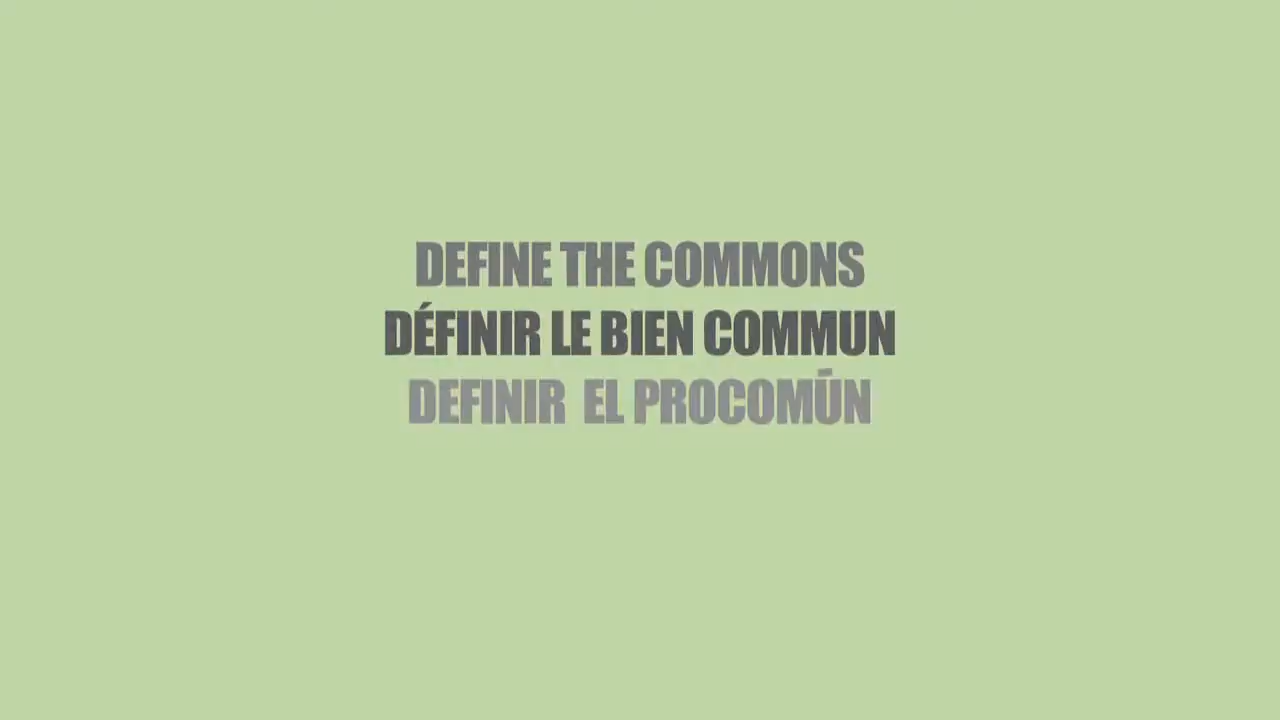 DEFINE THE COMMONS
DÉFINIR LE BIEN COMMUN
DEFINIR EL PROCOMÚN